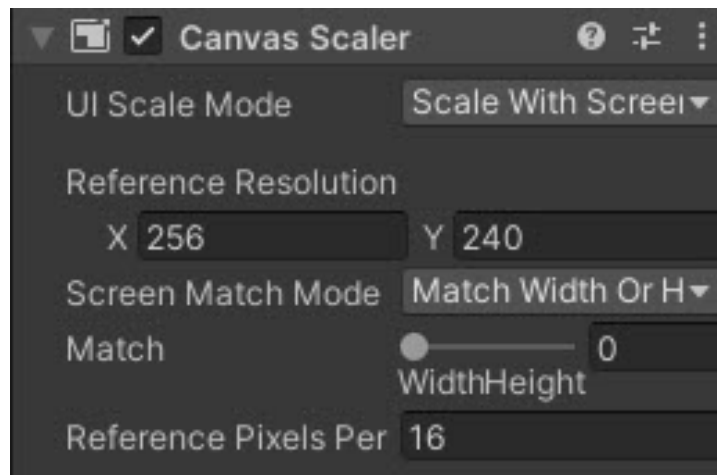 Canvas Scaler
UI Scale Mode Scale With Screen
Reference Resolution
X 256 Y 240
Screen Match Mode Match Width Or H
Match 0
WidthHeight
Reference Pixels Per 16